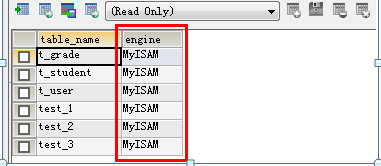 (Read Only)
table_name engine
t_grade MyISAM
t_student MyISAM
t_user MyISAM
test_1 MyISAM
test_2 MyISAM
test_3 MyISAM